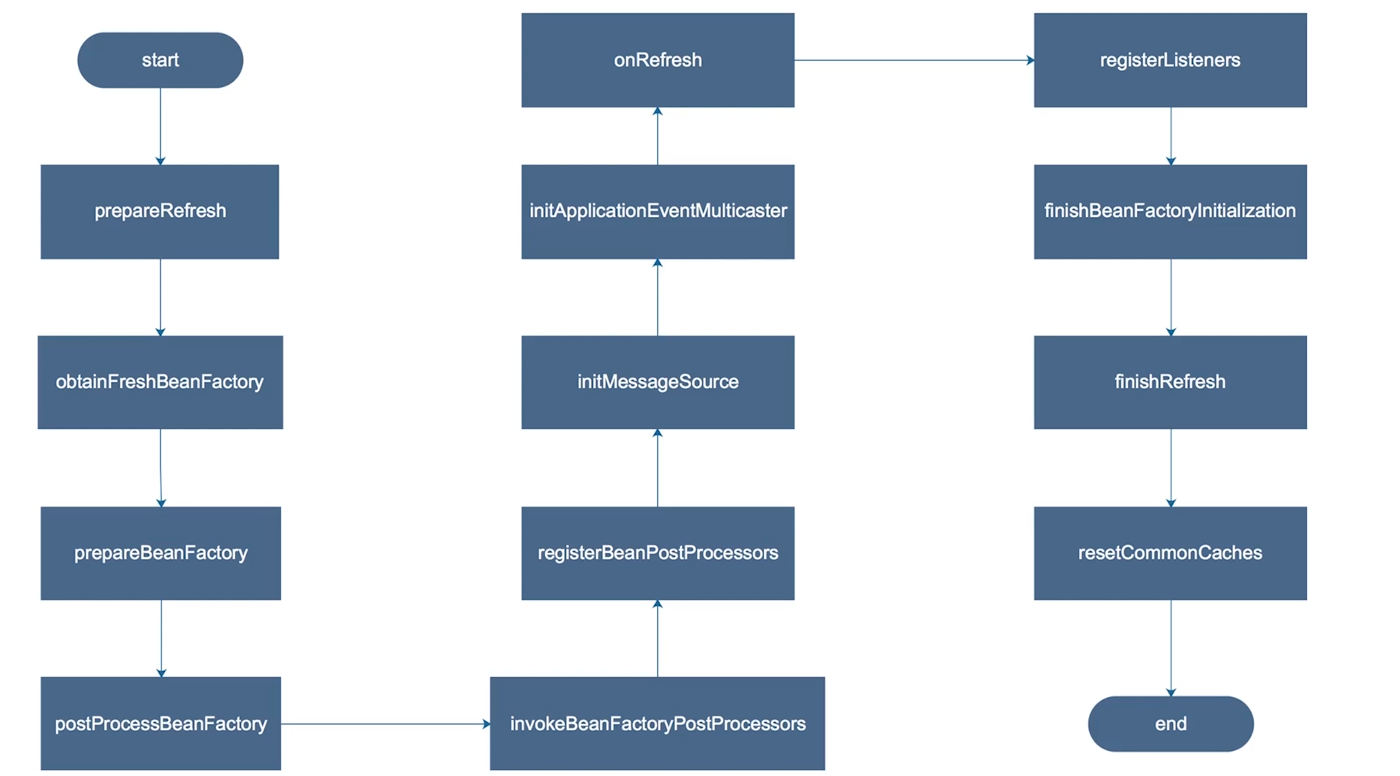 start
prepareRefresh
obtainFreshBeanFactory
prepareBeanFactory
postProcessBeanFactory
invokeBeanFactoryPostProcessors
registerBeanPostProcessors
initMessageSource
initApplicationEventMulticaster
onRefresh
registerListeners
finishBeanFactoryInitialization
finishRefresh
resetCommonCaches
end